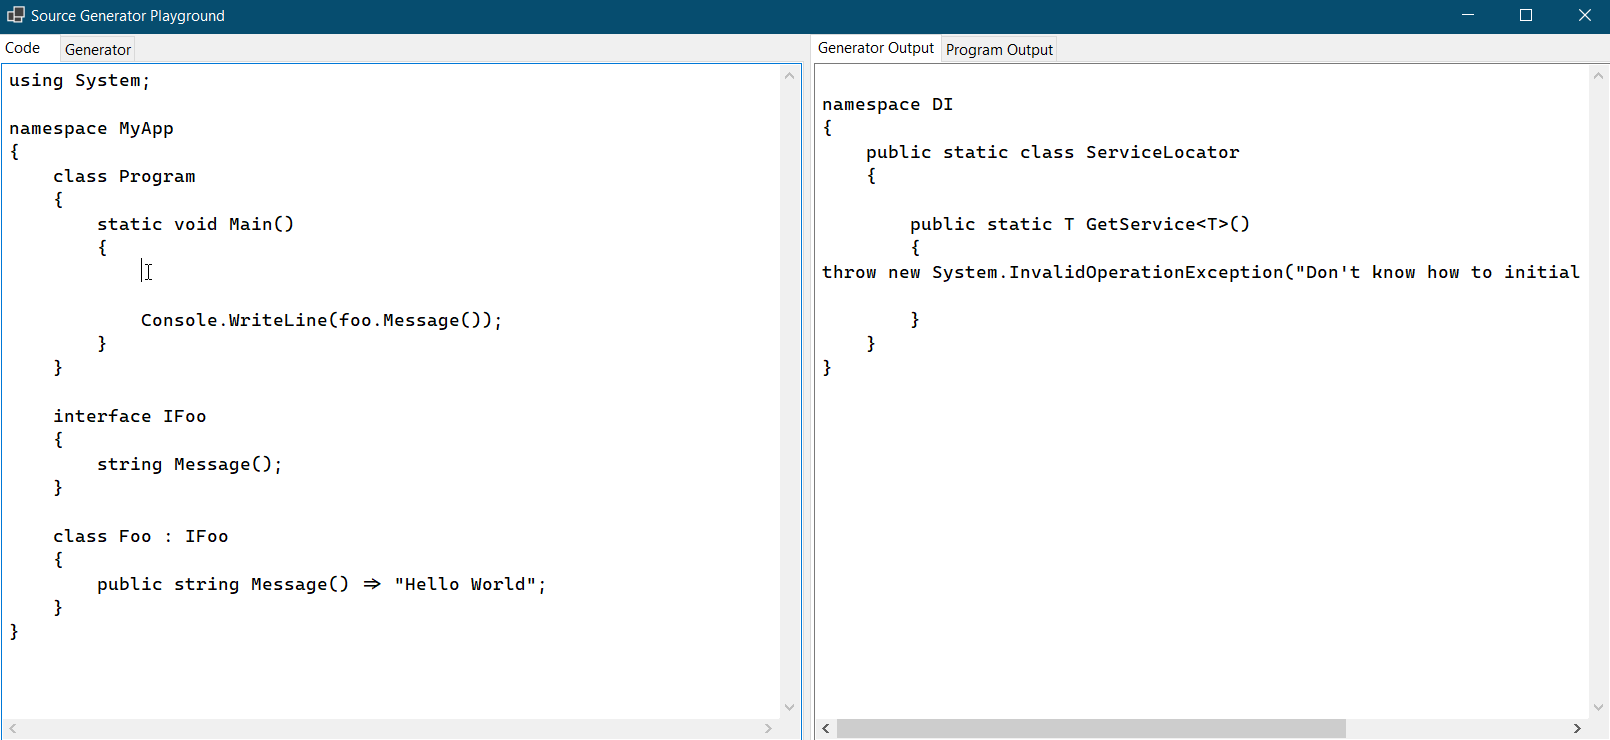 Source Generator Playground
Code Generator
using System;
namespace MyApp
{
class Program
{
static void Main()
{
Console.WriteLine(foo.Message());
}
}
interface IFoo
{
string Message();
}
class Foo : IFoo
{
public string Message() => "Hello World";
}
}
Generator Output Program Output
namespace DI
{
public static class ServiceLocator
{
public static T GetService<T>()
{
throw new System.InvalidOperationException("Don't know how to initial
}
}
}